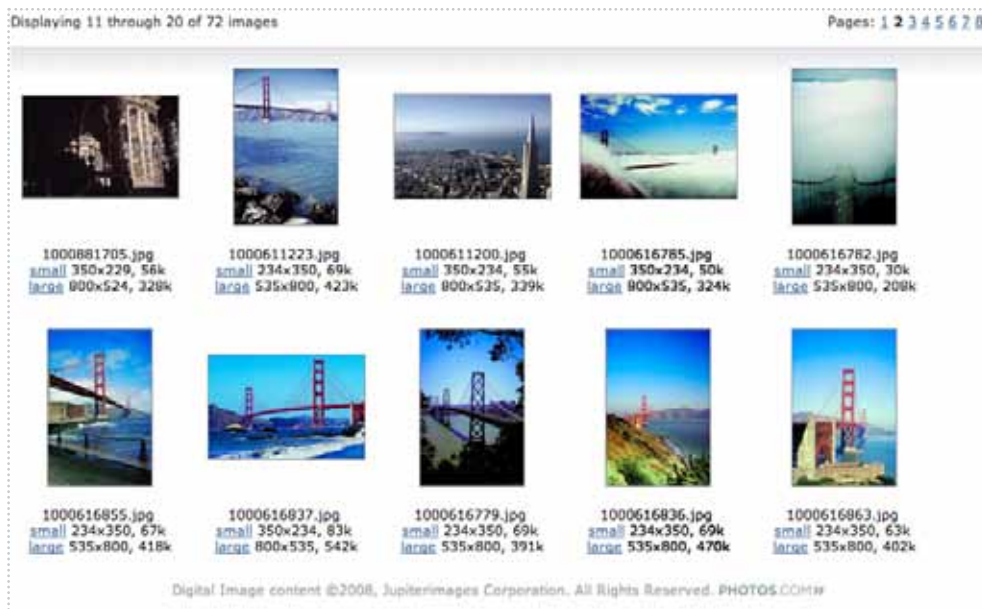 Displaying 11 through 20 of 72 images
Pages: 1 2 3 4 5 6 7 8
1000881705.jpg
small 350x229, 56k
large 800x524, 328k
1000611223.jpg
small 234x350, 69k
large 535x800, 423k
1000611200.jpg
small 350x234, 55k
large 800x535, 339k
1000616785.jpg
small 350x234, 50k
large 800x535, 324k
1000616782.jpg
small 234x350, 30k
large 535x800, 208k
1000616855.jpg
small 234x350, 67k
large 535x800, 418k
1000616837.jpg
small 350x234, 83k
large 800x535, 542k
1000616779.jpg
small 234x350, 69k
large 535x800, 391k
1000616836.jpg
small 234x350, 69k
large 535x800, 470k
1000616863.jpg
small 234x350, 63k
large 535x800, 402k
Digital Image content ©2008, Jupiterimages Corporation. All Rights Reserved. PHOTOS.COM»